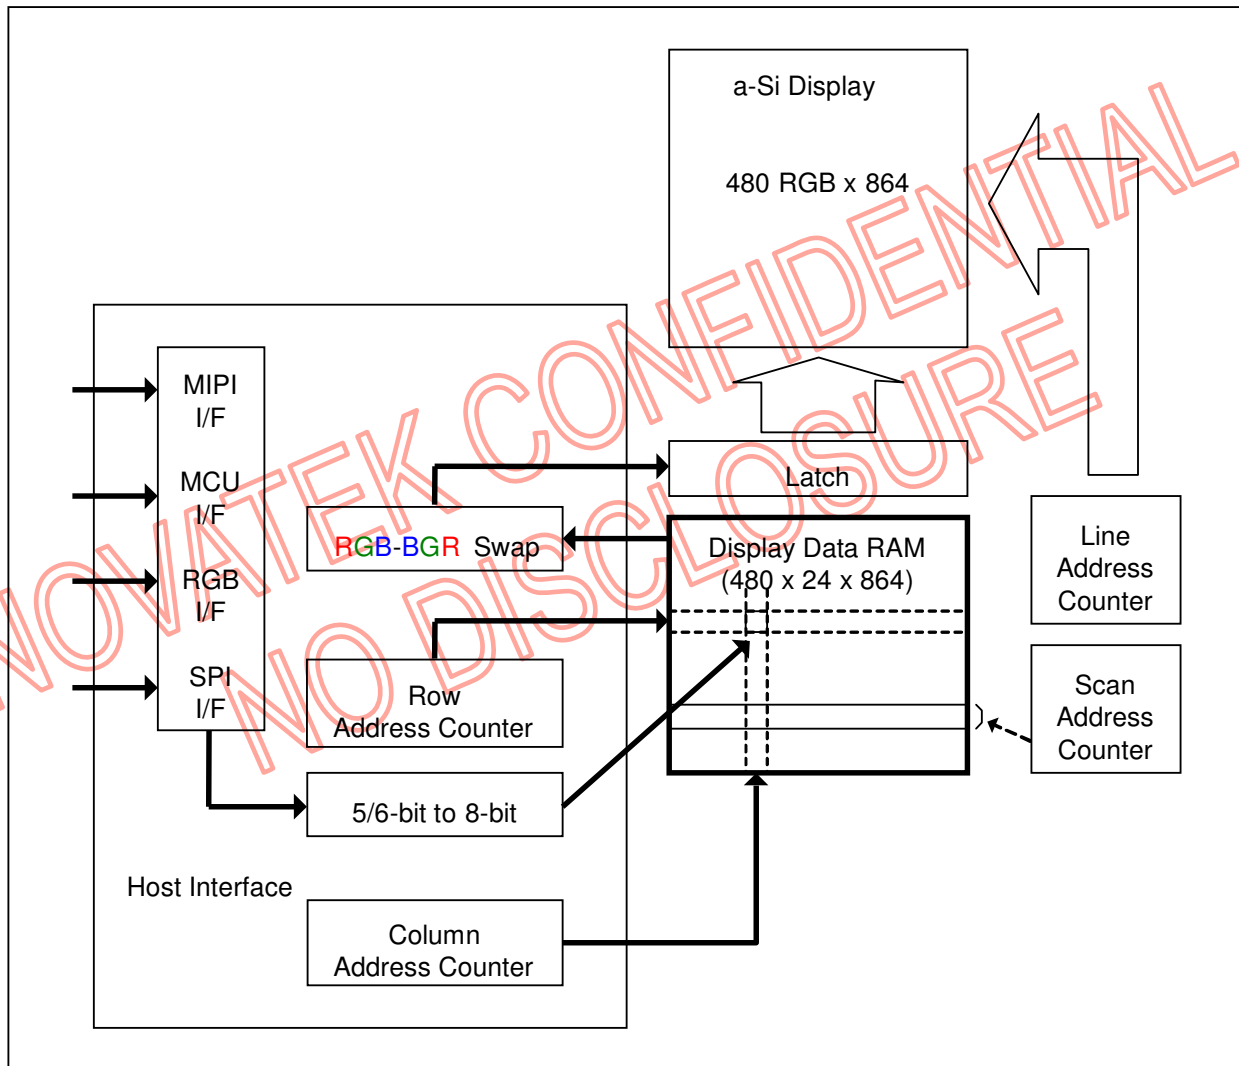 a-Si Display
480 RGB x 864
MIPI
I/F
MCU
I/F
RGB
I/F
SPI
I/F
Latch
RGB-BGR Swap
Display Data RAM
(480 x 24 x 864)
Line
Address
Counter
Row
Address Counter
Scan
Address
Counter
5/6-bit to 8-bit
Host Interface
Column
Address Counter
NOVATEK CONFIDENTIAL
NO DISCLOSURE